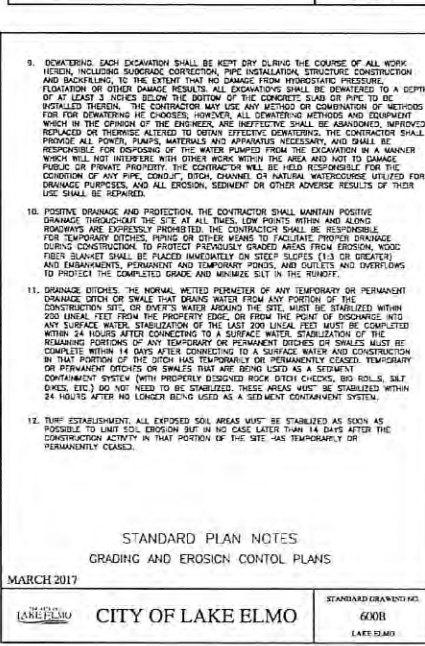 9. DEWATERING. EACH EXCAVATION SHALL BE KEPT DRY DURING THE COURSE OF ALL WORK
HEREIN, INCLUDING SUBGRADE CORRECTION, PIPE INSTALLATION, STRUCTURE CONSTRUCTION
AND BACKFILLING, TO THE EXTENT THAT NO DAMAGE FROM HYDROSTATIC PRESSURE,
FLOATATION OR OTHER DAMAGE RESULTS. ALL EXCAVATIONS SHALL BE DEWATERED TO A DEPTH
OF AT LEAST 3 INCHES BELOW THE BOTTOM OF THE CONCRETE SLAB OR PIPE TO BE
INSTALLED THEREIN. THE CONTRACTOR MAY USE ANY METHOD OR COMBINATION OF METHODS
FOR FOR DEWATERING HE CHOOSES; HOWEVER, ALL DEWATERING METHODS AND EQUIPMENT
WHICH IN THE OPINION OF THE ENGINEER, ARE INEFFECTIVE SHALL BE ABANDONED, IMPROVED,
REPLACED OR THERWISE ALTERED TO OBTAIN EFFECTIVE DEWATERING. THE CONTRACTOR SHALL
PROVIDE ALL POWER, PUMPS, MATERIALS AND APPARATUS NECESSARY, AND SHALL BE
RESPONSIBLE FOR DISPOSING OF THE WATER PUMPED FROM THE EXCAVATION IN A MANNER
WHICH WILL NOT INTERFERE WITH OTHER WORK WITHIN THE AREA AND NOT TO DAMAGE
PUBLIC OR PRIVATE PROPERTY. THE CONTRACTOR WILL BE HELD RESPONSIBLE FOR THE
CONDITION OF ANY PIPE, CONDUIT, DITCH, CHANNEL OR NATURAL WATERCOURSE UTILIZED FOR
DRAINAGE PURPOSES, AND ALL EROSION, SEDIMENT OR OTHER ADVERSE RESULTS OF THEIR
USE SHALL BE REPAIRED.
10. POSITIVE DRAINAGE AND PROTECTION. THE CONTRACTOR SHALL MAINTAIN POSITIVE
DRAINAGE THROUGHOUT THE SITE AT ALL TIMES. LOW POINTS WITHIN AND ALONG
ROADWAYS ARE EXPRESSLY PROHIBITED. THE CONTRACTOR SHALL BE RESPONSIBLE
FOR TEMPORARY DITCHES, PIPING OR OTHER MEANS TO FACILITATE PROPER DRAINAGE
DURING CONSTRUCTION. TO PROTECT PREVIOUSLY GRADED AREAS FROM EROSION, WOOD
FIBER BLANKET SHALL BE PLACED IMMEDIATELY ON STEEP SLOPES (1:3 OR GREATER)
AND EMBANKMENTS, PERMANENT AND TEMPORARY PONDS, AND OUTLETS AND OVERFLOWS
TO PROTECT THE COMPLETED GRADE AND MINIMIZE SILT IN THE RUNOFF.
11. DRAINAGE DITCHES. THE NORMAL WETTED PERIMETER OF ANY TEMPORARY OR PERMANENT
DRAINAGE DITCH OR SWALE THAT DRAINS WATER FROM ANY PORTION OF THE
CONSTRUCTION SITE, OR DIVERTS WATER AROUND THE SITE, MUST BE STABILIZED WITHIN
200 LINEAL FEET FROM THE PROPERTY EDGE, OR FROM THE POINT OF DISCHARGE INTO
ANY SURFACE WATER. STABILIZATION OF THE LAST 200 LINEAL FEET MUST BE COMPLETED
WITHIN 24 HOURS AFTER CONNECTING TO A SURFACE WATER. STABILIZATION OF THE
REMAINING PORTIONS OF ANY TEMPORARY OR PERMANENT DITCHES OR SWALES MUST BE
COMPLETE WITHIN 14 DAYS AFTER CONNECTING TO A SURFACE WATER AND CONSTRUCTION
IN THAT PORTION OF THE DITCH HAS TEMPORARILY OR PERMANENTLY CEASED. TEMPORARY
OR PERMANENT DITCHES OR SWALES THAT ARE BEING USED AS A SEDIMENT
CONTAINMENT SYSTEM (WITH PROPERLY DESIGNED ROCK DITCH CHECKS, BIO ROLLS, SILT
DIKES, ETC.) DO NOT NEED TO BE STABILIZED. THESE AREAS MUST BE STABILIZED WITHIN
24 HOURS AFTER NO LONGER BEING USED AS A SEDIMENT CONTAINMENT SYSTEM.
12. TURF ESTABLISHMENT. ALL EXPOSED SOIL AREAS MUST BE STABILIZED AS SOON AS
POSSIBLE TO LIMIT SOIL EROSION BUT IN NO CASE LATER THAN 14 DAYS AFTER THE
CONSTRUCTION ACTIVITY IN THAT PORTION OF THE SITE HAS TEMPORARILY OR
PERMANENTLY CEASED.
STANDARD PLAN NOTES
GRADING AND EROSION CONTOL PLANS
MARCH 2017
LAKE ELMO
CITY OF LAKE ELMO
STANDARD DRAWING NO.
600B
LAKE ELMO